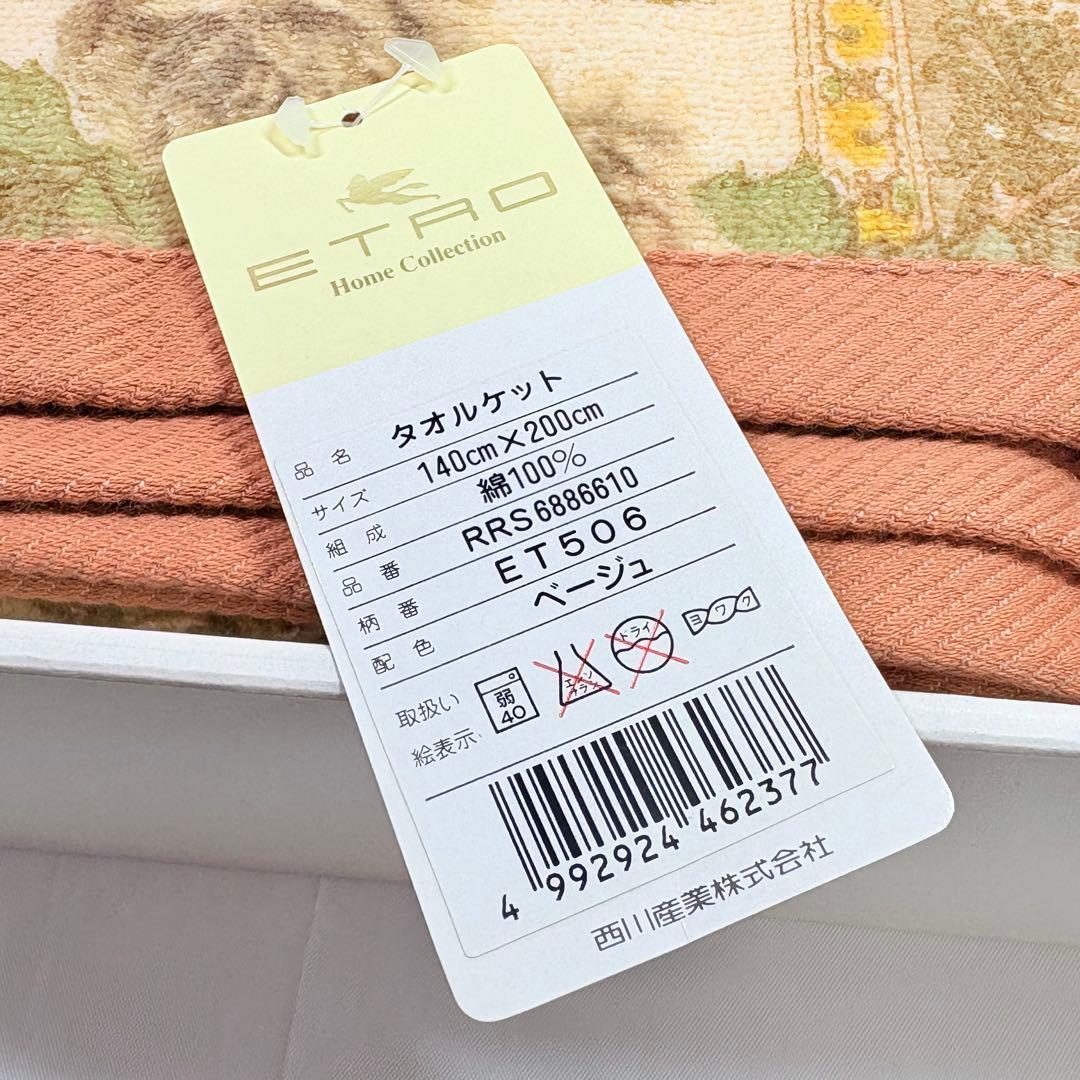 ETRO
Home Collection
品名 タオルケット
サイズ 140cm×200cm
組成 綿100%
品番 RRS6886610
柄番 ET506
配色 ベージュ
取扱い
絵表示
弱
40
エンソ
サラシ
ドライ
ヨワク
4 992924 462377
西川産業株式会社